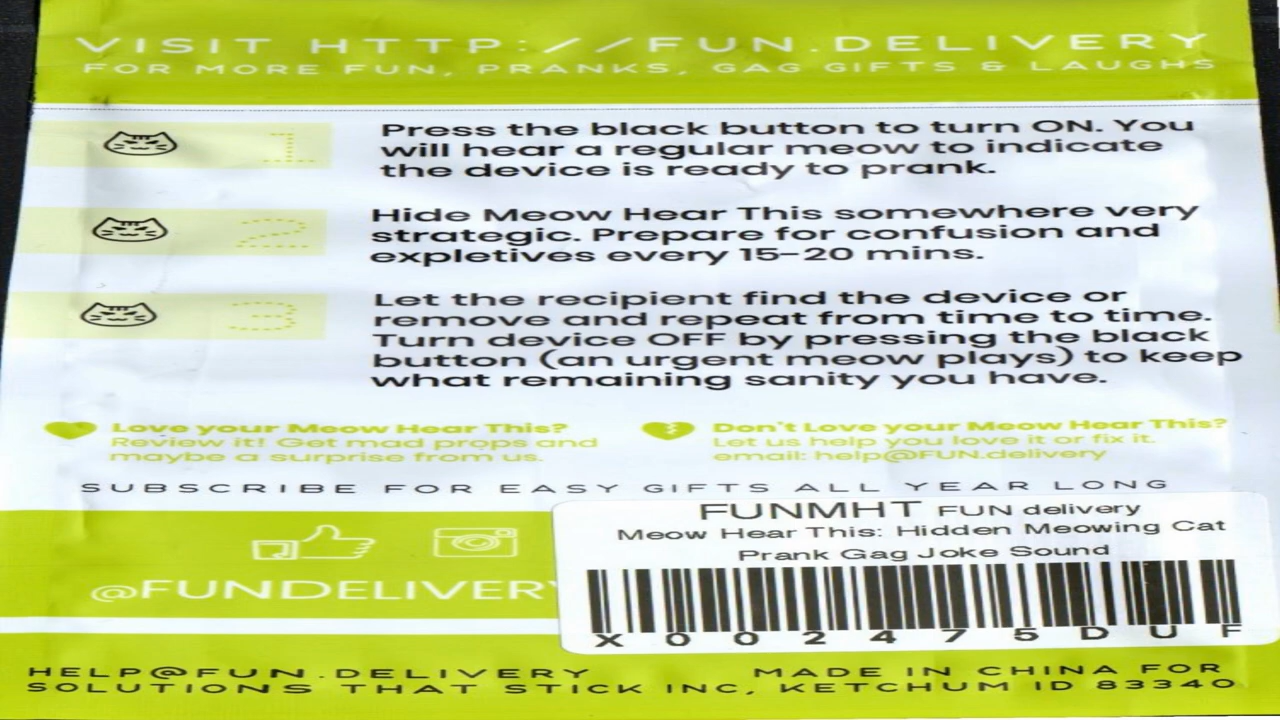 VISIT HTTP://FUN.DELIVERY
FOR MORE FUN, PRANKS, GAG GIFTS & LAUGHS
1
Press the black button to turn ON. You
will hear a regular meow to indicate
the device is ready to prank.
2
Hide Meow Hear This somewhere very
strategic. Prepare for confusion and
expletives every 15-20 mins.
3
Let the recipient find the device or
remove and repeat from time to time.
Turn device OFF by pressing the black
button (an urgent meow plays) to keep
what remaining sanity you have.
Love your Meow Hear This?
Review it! Get mad props and
maybe a surprise from us.
Don't Love your Meow Hear This?
Let us help you love it or fix it.
email: help@FUN.delivery
SUBSCRIBE FOR EASY GIFTS ALL YEAR LONG
@FUNDELIVERY
FUNMHT FUN delivery
Meow Hear This: Hidden Meowing Cat
Prank Gag Joke Sound
X002475DUF
HELP@FUN.DELIVERY
MADE IN CHINA FOR
SOLUTIONS THAT STICK INC, KETCHUM ID 83340